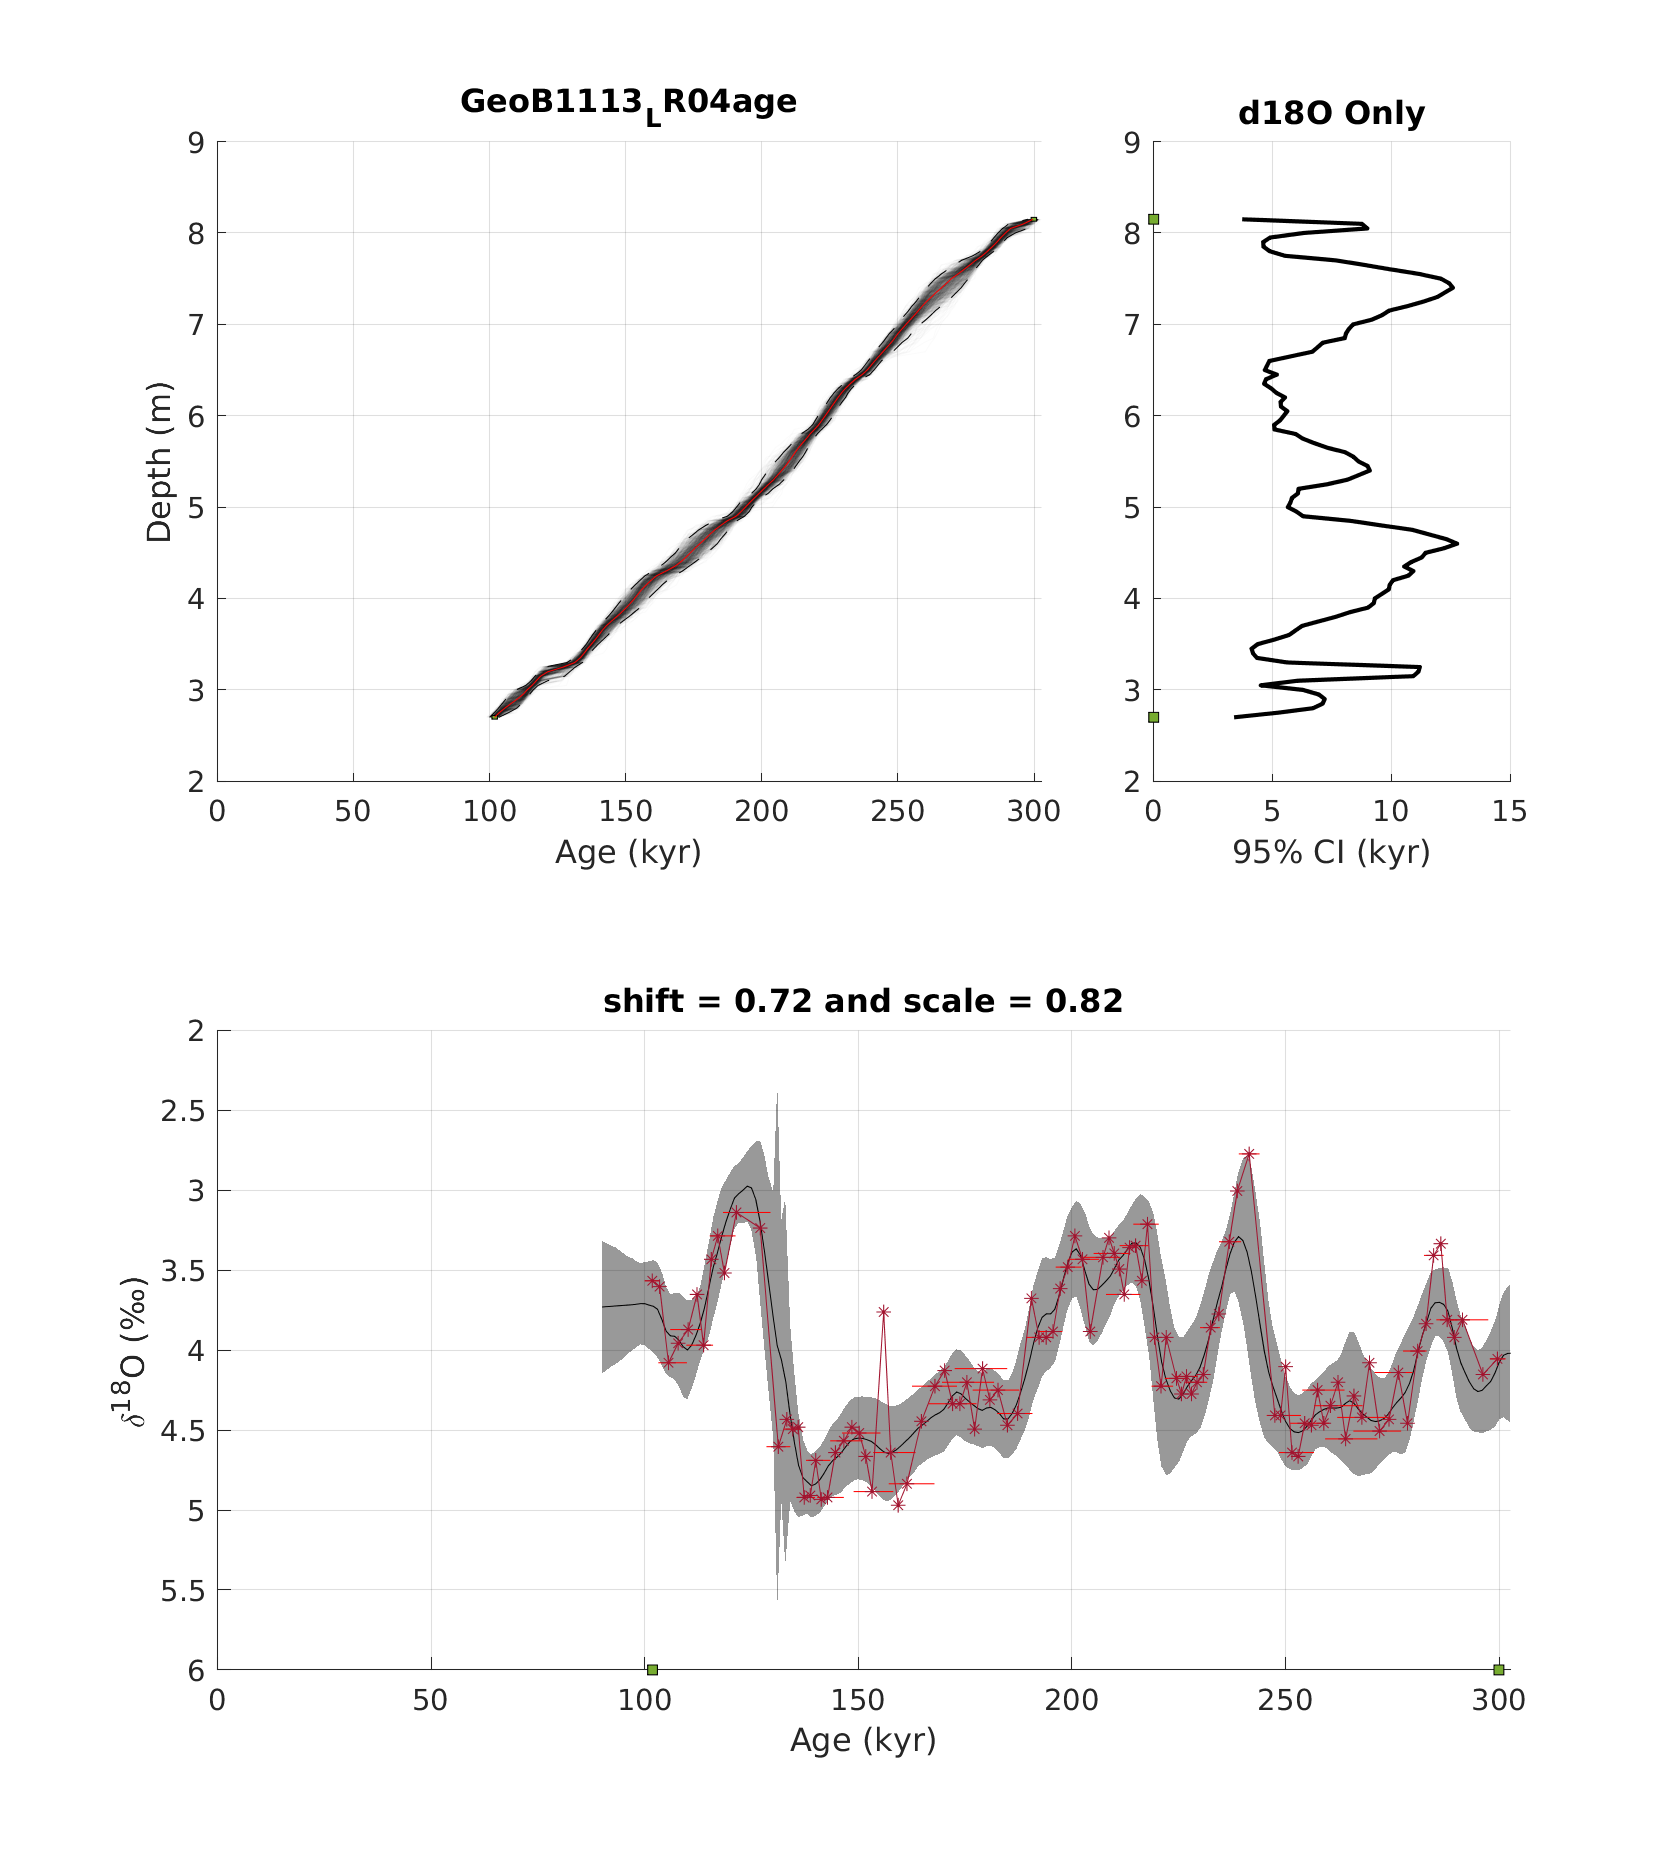 GeoB1113LR04age
d18O Only
9
8
7
6
5
4
3
2
Depth (m)
0 50 100 150 200 250 300
Age (kyr)
9
8
7
6
5
4
3
2
0 5 10 15
95% CI (kyr)
shift = 0.72 and scale = 0.82
2
2.5
3
3.5
4
4.5
5
5.5
6
δ18O (‰)
0 50 100 150 200 250 300
Age (kyr)